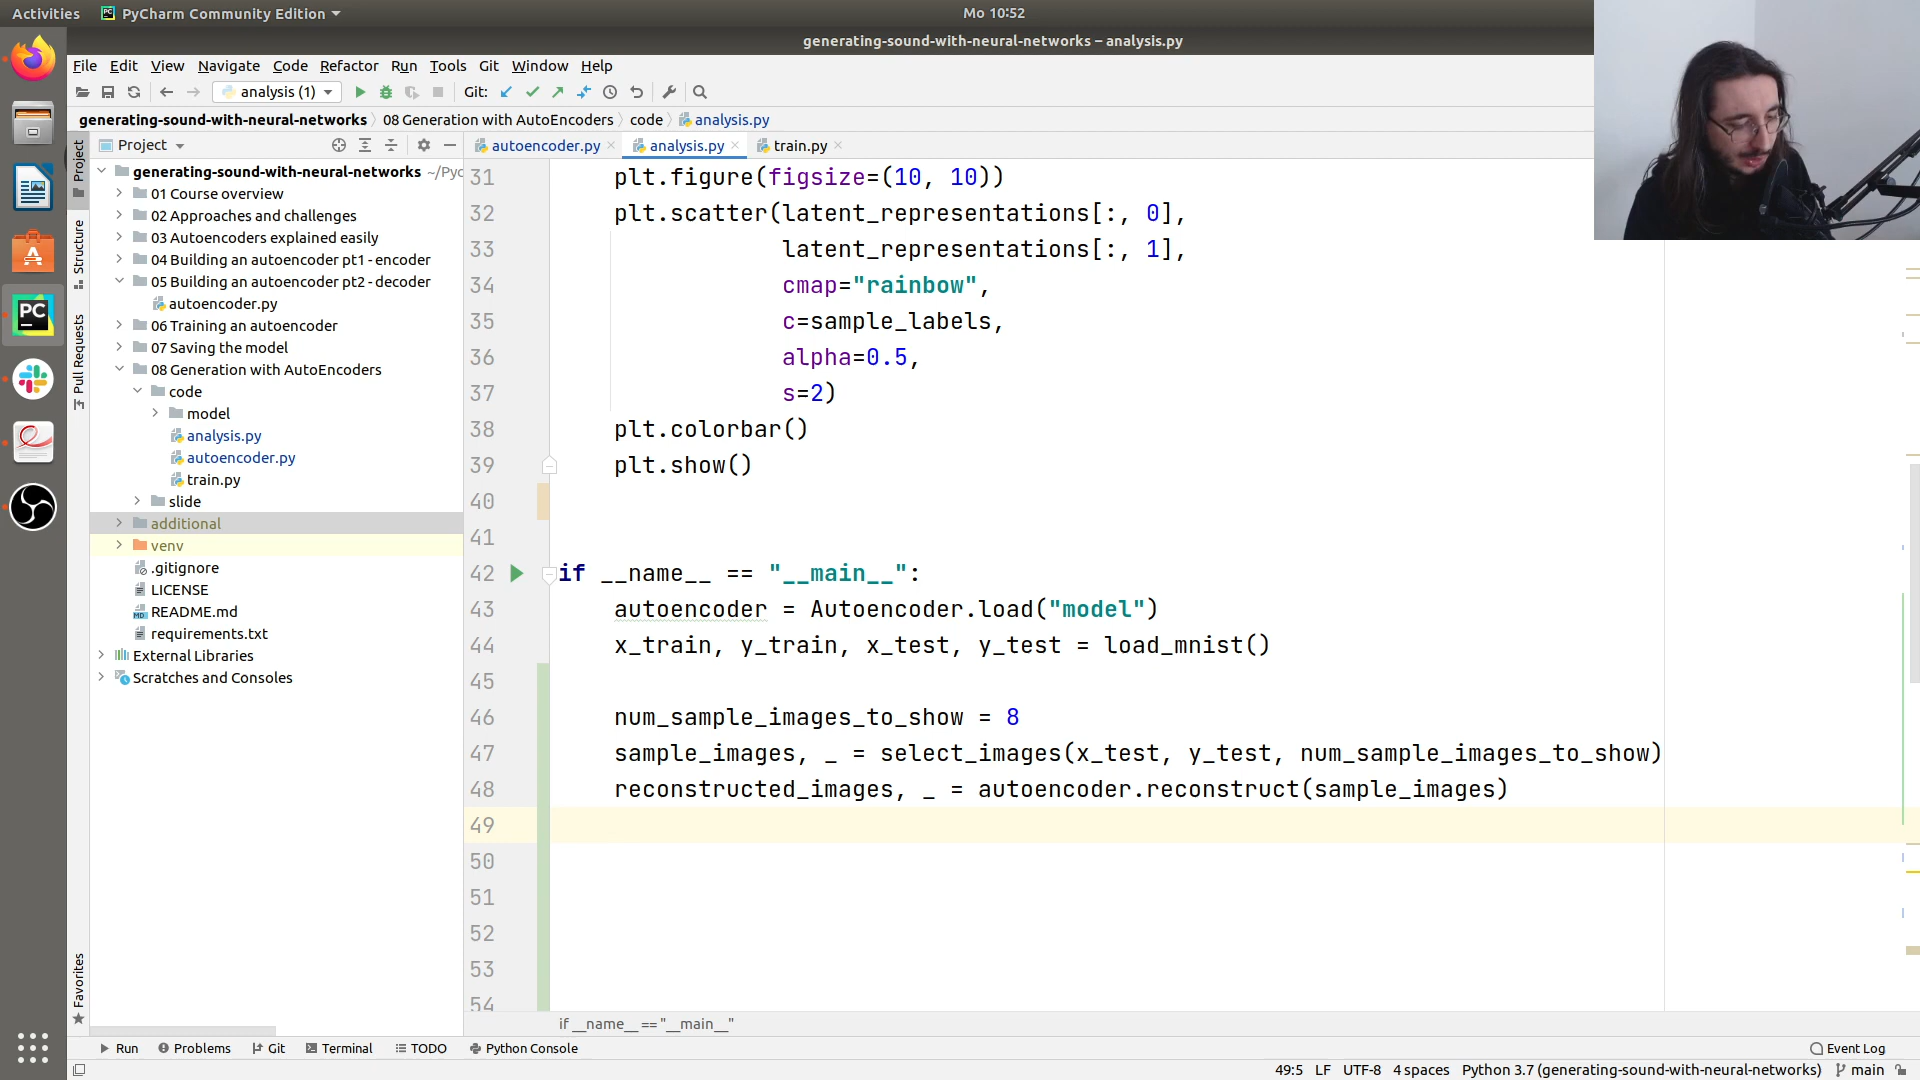 Activities PyCharm Community Edition Mo 10:52
generating-sound-with-neural-networks – analysis.py
File Edit View Navigate Code Refactor Run Tools Git Window Help
analysis (1) Git:
generating-sound-with-neural-networks 08 Generation with AutoEncoders code analysis.py
Project autoencoder.py analysis.py train.py
generating-sound-with-neural-networks ~/Pyc
01 Course overview
02 Approaches and challenges
03 Autoencoders explained easily
04 Building an autoencoder pt1 - encoder
05 Building an autoencoder pt2 - decoder
autoencoder.py
06 Training an autoencoder
07 Saving the model
08 Generation with AutoEncoders
code
model
analysis.py
autoencoder.py
train.py
slide
additional
venv
.gitignore
LICENSE
README.md
requirements.txt
External Libraries
Scratches and Consoles
Project
Structure
Pull Requests
Favorites
PC
31 plt.figure(figsize=(10, 10))
32 plt.scatter(latent_representations[:, 0],
33 latent_representations[:, 1],
34 cmap="rainbow",
35 c=sample_labels,
36 alpha=0.5,
37 s=2)
38 plt.colorbar()
39 plt.show()
40
41
42 if __name__ == "__main__":
43 autoencoder = Autoencoder.load("model")
44 x_train, y_train, x_test, y_test = load_mnist()
45
46 num_sample_images_to_show = 8
47 sample_images, _ = select_images(x_test, y_test, num_sample_images_to_show)
48 reconstructed_images, _ = autoencoder.reconstruct(sample_images)
49
50
51
52
53
54
if __name__ == "__main__"
Run Problems Git Terminal TODO Python Console Event Log
49:5 LF UTF-8 4 spaces Python 3.7 (generating-sound-with-neural-networks) main